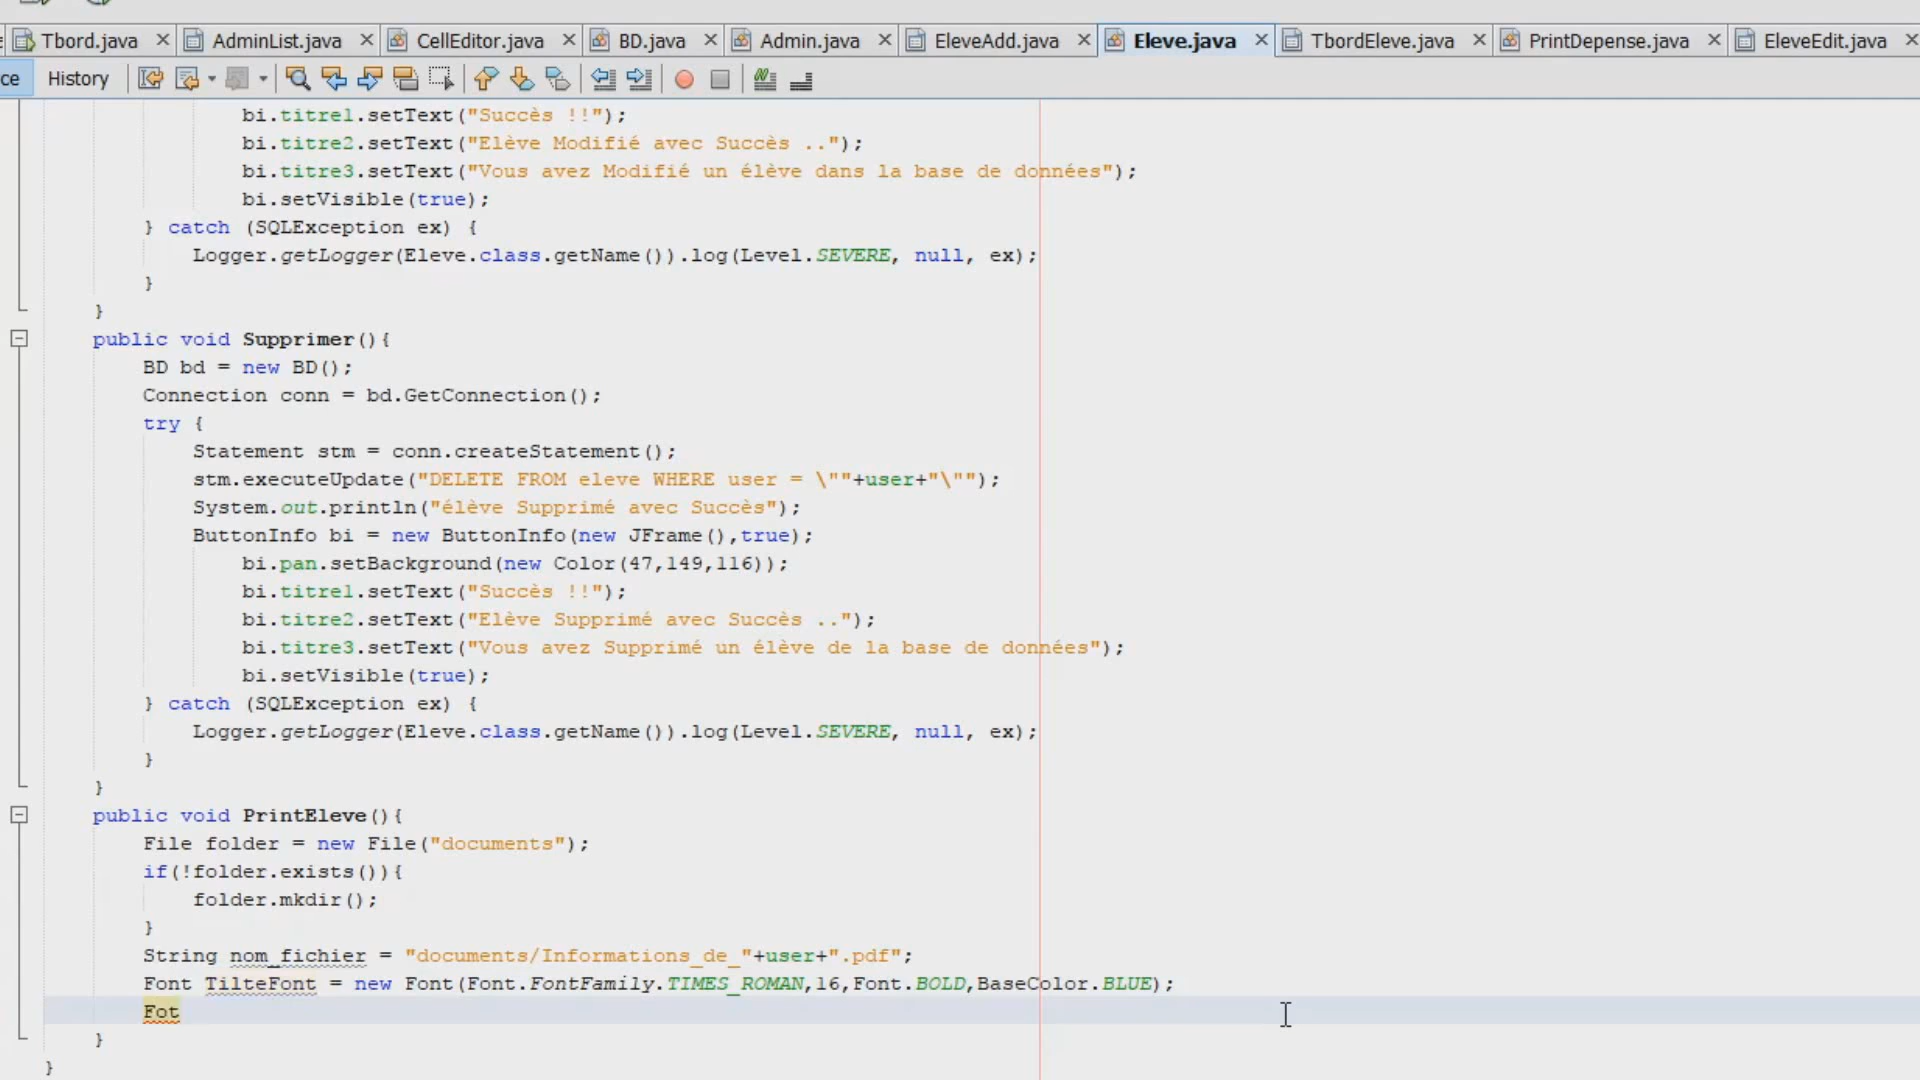 Tbord.java AdminList.java CellEditor.java BD.java Admin.java EleveAdd.java Eleve.java TbordEleve.java PrintDepense.java EleveEdit.java
ce History
bi.titre1.setText("Succès !!");
bi.titre2.setText("Elève Modifié avec Succès ..");
bi.titre3.setText("Vous avez Modifié un élève dans la base de données");
bi.setVisible(true);
} catch (SQLException ex) {
Logger.getLogger(Eleve.class.getName()).log(Level.SEVERE, null, ex);
}
}
public void Supprimer(){
BD bd = new BD();
Connection conn = bd.GetConnection();
try {
Statement stm = conn.createStatement();
stm.executeUpdate("DELETE FROM eleve WHERE user = \""+user+"\"");
System.out.println("élève Supprimé avec Succès");
ButtonInfo bi = new ButtonInfo(new JFrame(),true);
bi.pan.setBackground(new Color(47,149,116));
bi.titre1.setText("Succès !!");
bi.titre2.setText("Elève Supprimé avec Succès ..");
bi.titre3.setText("Vous avez Supprimé un élève de la base de données");
bi.setVisible(true);
} catch (SQLException ex) {
Logger.getLogger(Eleve.class.getName()).log(Level.SEVERE, null, ex);
}
}
public void PrintEleve(){
File folder = new File("documents");
if(!folder.exists()){
folder.mkdir();
}
String nom_fichier = "documents/Informations_de_"+user+".pdf";
Font TilteFont = new Font(Font.FontFamily.TIMES_ROMAN,16,Font.BOLD,BaseColor.BLUE);
Fot
}
}